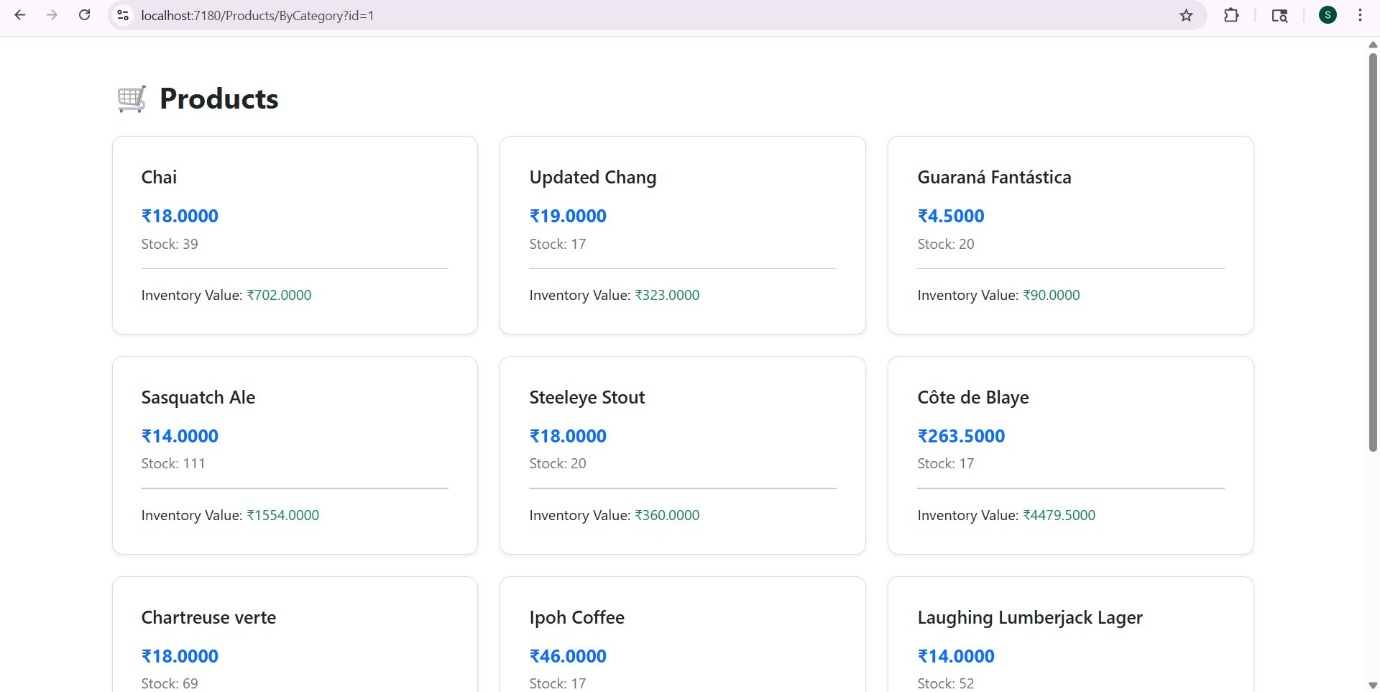 localhost:7180/Products/ByCategory?id=1
S
Products
Chai
₹18.0000
Stock: 39
Inventory Value: ₹702.0000
Updated Chang
₹19.0000
Stock: 17
Inventory Value: ₹323.0000
Guaraná Fantástica
₹4.5000
Stock: 20
Inventory Value: ₹90.0000
Sasquatch Ale
₹14.0000
Stock: 111
Inventory Value: ₹1554.0000
Steeleye Stout
₹18.0000
Stock: 20
Inventory Value: ₹360.0000
Côte de Blaye
₹263.5000
Stock: 17
Inventory Value: ₹4479.5000
Chartreuse verte
₹18.0000
Stock: 69
Ipoh Coffee
₹46.0000
Stock: 17
Laughing Lumberjack Lager
₹14.0000
Stock: 52